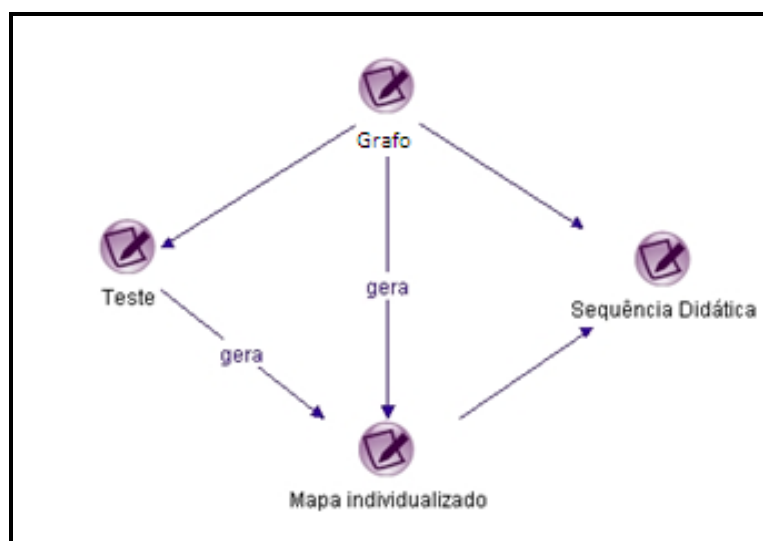 Grafo
Teste
gera
Sequência Didática
gera
Mapa individualizado